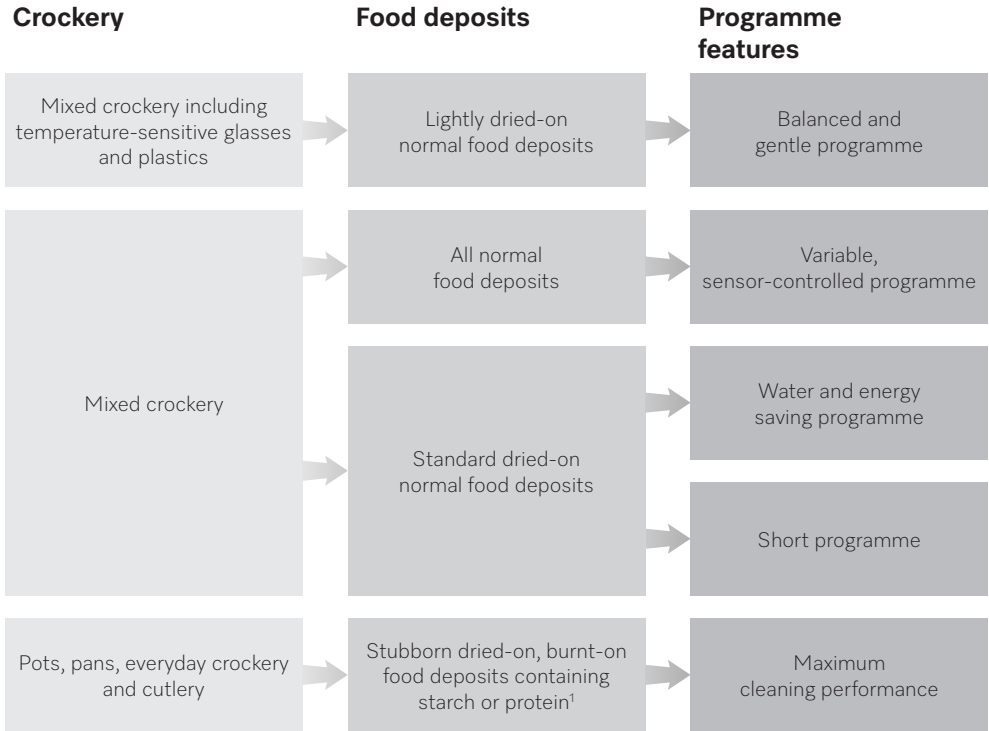 Crockery
Food deposits
Programme
features
Mixed crockery including
temperature-sensitive glasses
and plastics
Lightly dried-on
normal food deposits
Balanced and
gentle programme
Mixed crockery
All normal
food deposits
Variable,
sensor-controlled programme
Standard dried-on
normal food deposits
Water and energy
saving programme
Short programme
Pots, pans, everyday crockery
and cutlery
Stubborn dried-on, burnt-on
food deposits containing
starch or protein¹
Maximum
cleaning performance